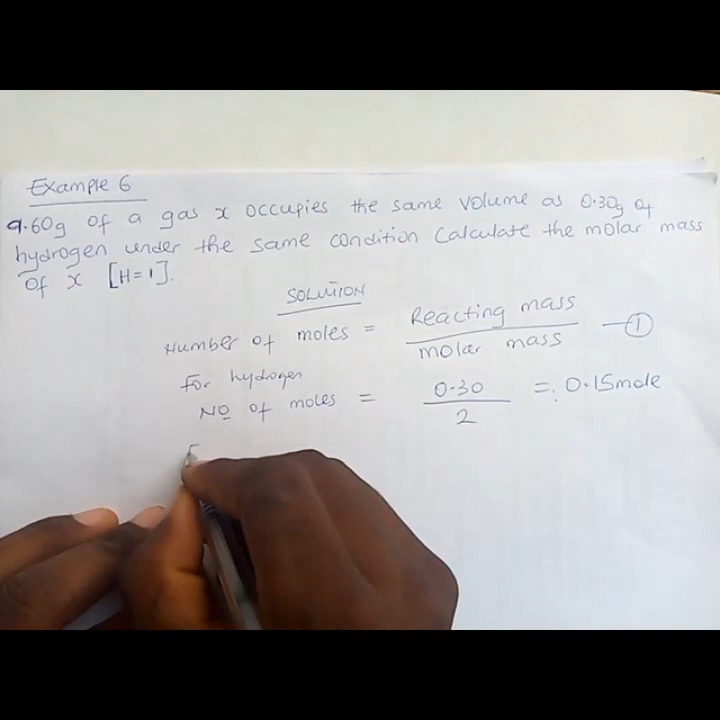 Example 6
9.60g of a gas x occupies the same volume as 0.30g of
hydrogen under the same condition Calculate the molar mass
of x [H=1].
SOLUTION
Number of moles = Reacting mass / molar mass — ①
For hydrogen
No of moles = 0.30 / 2 =: 0.15mole